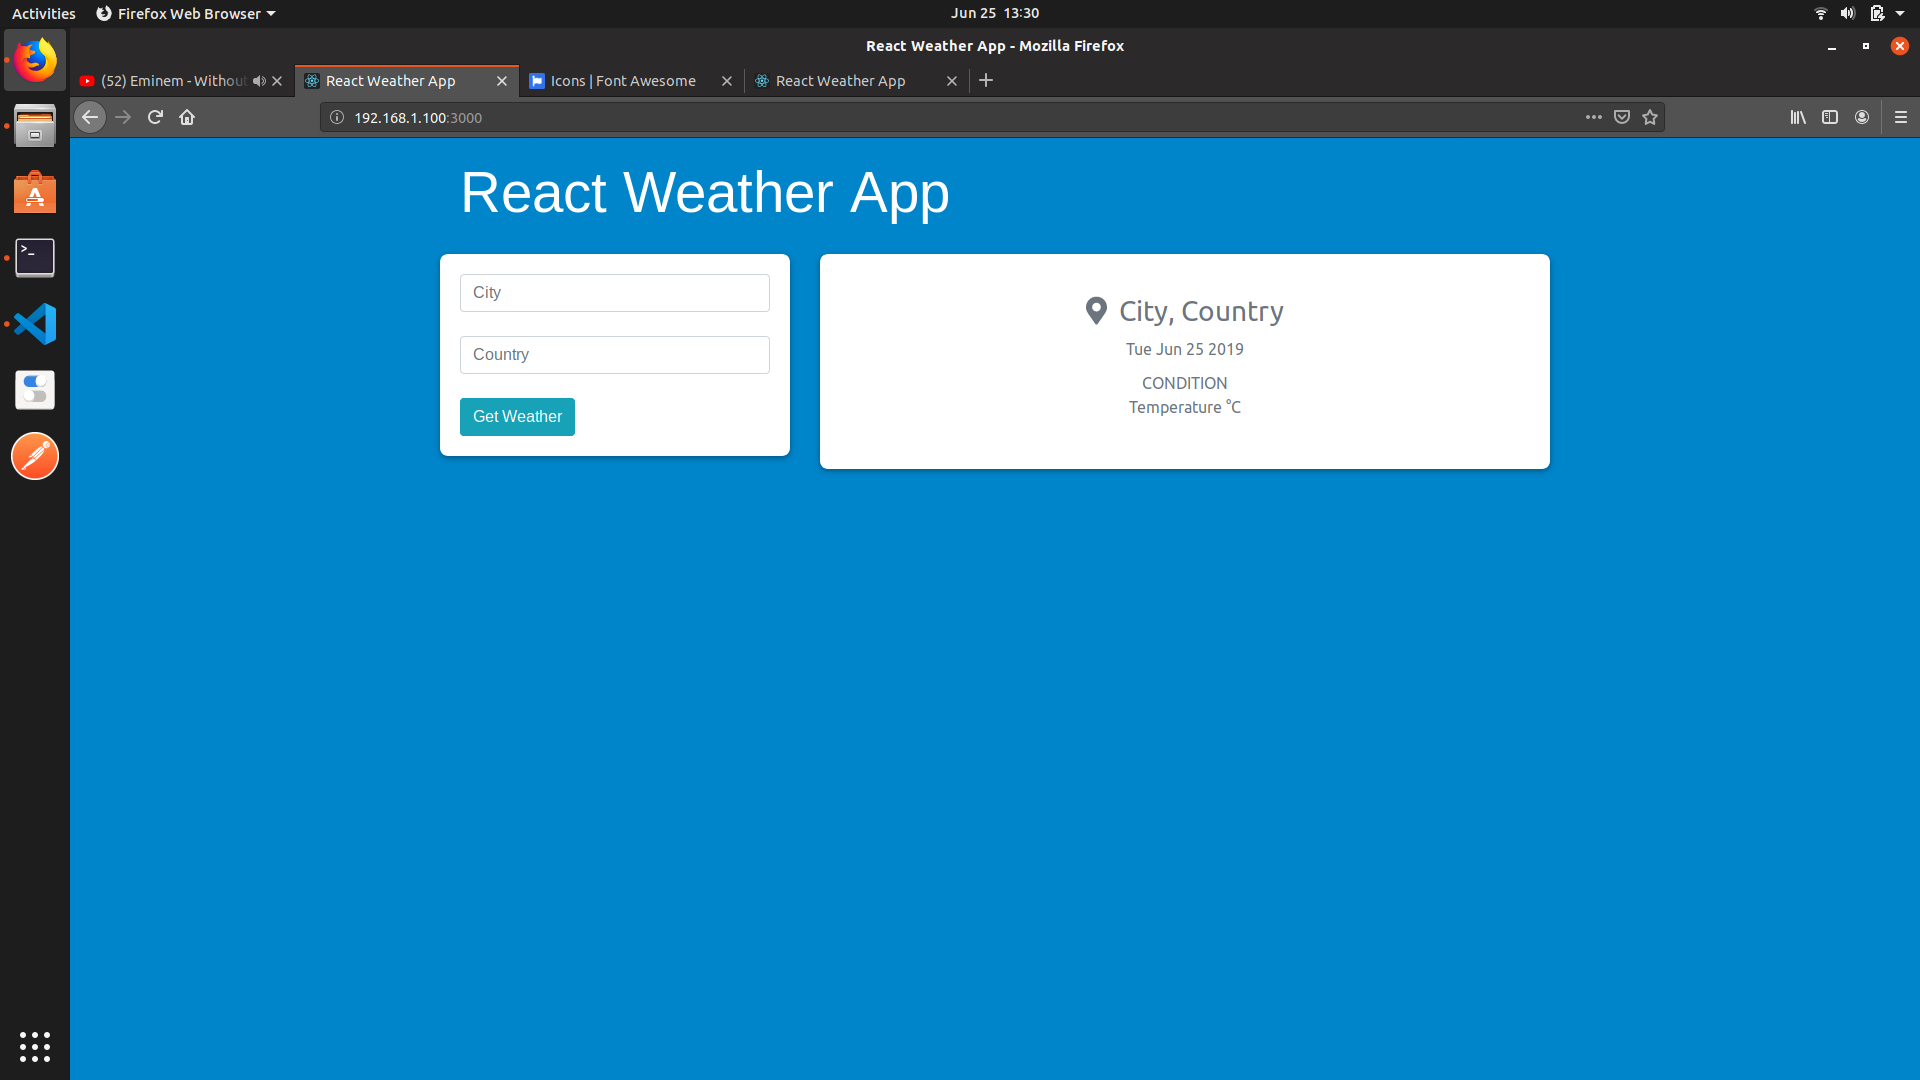 Activities
Firefox Web Browser
Jun 25 13:30
React Weather App - Mozilla Firefox
(52) Eminem - Without
React Weather App
Icons | Font Awesome
React Weather App
192.168.1.100:3000
React Weather App
City
Country
Get Weather
City, Country
Tue Jun 25 2019
CONDITION
Temperature °C